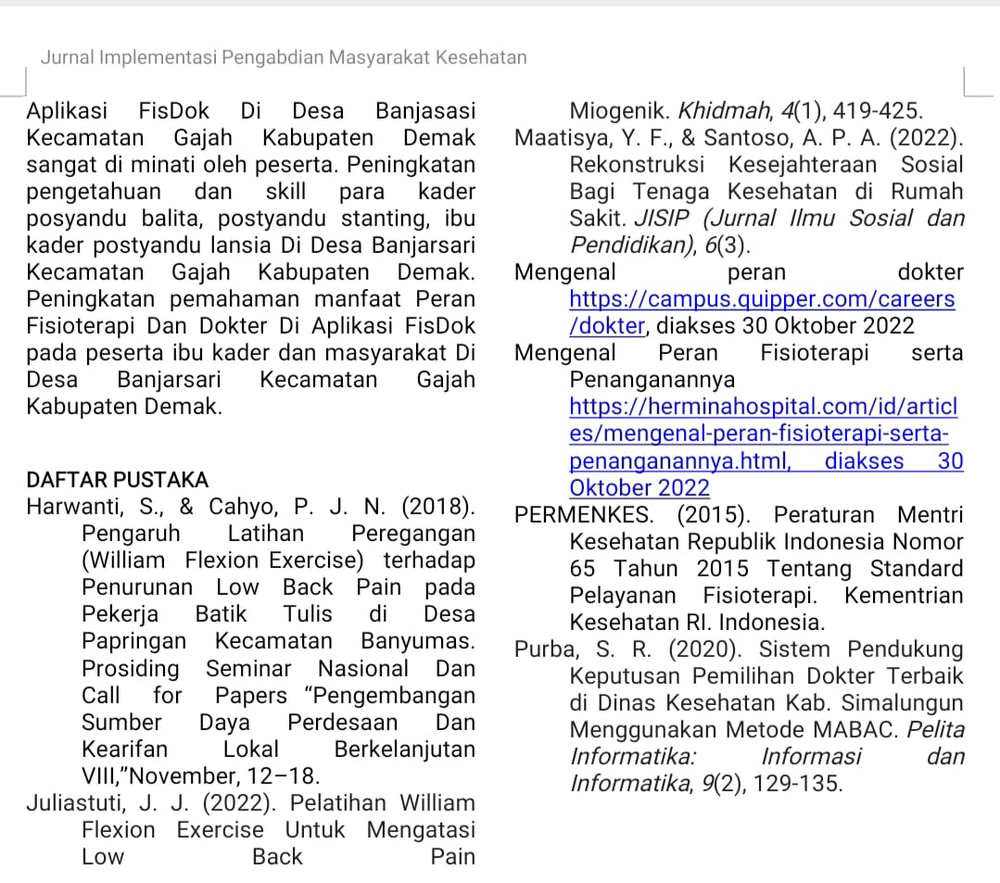 Jurnal Implementasi Pengabdian Masyarakat Kesehatan
Aplikasi FisDok Di Desa Banjasasi
Kecamatan Gajah Kabupaten Demak
sangat di minati oleh peserta. Peningkatan
pengetahuan dan skill para kader
posyandu balita, postyandu stanting, ibu
kader postyandu lansia Di Desa Banjarsari
Kecamatan Gajah Kabupaten Demak.
Peningkatan pemahaman manfaat Peran
Fisioterapi Dan Dokter Di Aplikasi FisDok
pada peserta ibu kader dan masyarakat Di
Desa Banjarsari Kecamatan Gajah
Kabupaten Demak.
DAFTAR PUSTAKA
Harwanti, S., & Cahyo, P. J. N. (2018).
Pengaruh Latihan Peregangan
(William Flexion Exercise) terhadap
Penurunan Low Back Pain pada
Pekerja Batik Tulis di Desa
Papringan Kecamatan Banyumas.
Prosiding Seminar Nasional Dan
Call for Papers “Pengembangan
Sumber Daya Perdesaan Dan
Kearifan Lokal Berkelanjutan
VIII,”November, 12–18.
Juliastuti, J. J. (2022). Pelatihan William
Flexion Exercise Untuk Mengatasi
Low Back Pain
Miogenik. Khidmah, 4(1), 419-425.
Maatisya, Y. F., & Santoso, A. P. A. (2022).
Rekonstruksi Kesejahteraan Sosial
Bagi Tenaga Kesehatan di Rumah
Sakit. JISIP (Jurnal Ilmu Sosial dan
Pendidikan), 6(3).
Mengenal peran dokter
https://campus.quipper.com/careers
/dokter, diakses 30 Oktober 2022
Mengenal Peran Fisioterapi serta
Penanganannya
https://herminahospital.com/id/articl
es/mengenal-peran-fisioterapi-serta-
penanganannya.html, diakses 30
Oktober 2022
PERMENKES. (2015). Peraturan Mentri
Kesehatan Republik Indonesia Nomor
65 Tahun 2015 Tentang Standard
Pelayanan Fisioterapi. Kementrian
Kesehatan RI. Indonesia.
Purba, S. R. (2020). Sistem Pendukung
Keputusan Pemilihan Dokter Terbaik
di Dinas Kesehatan Kab. Simalungun
Menggunakan Metode MABAC. Pelita
Informatika: Informasi dan
Informatika, 9(2), 129-135.